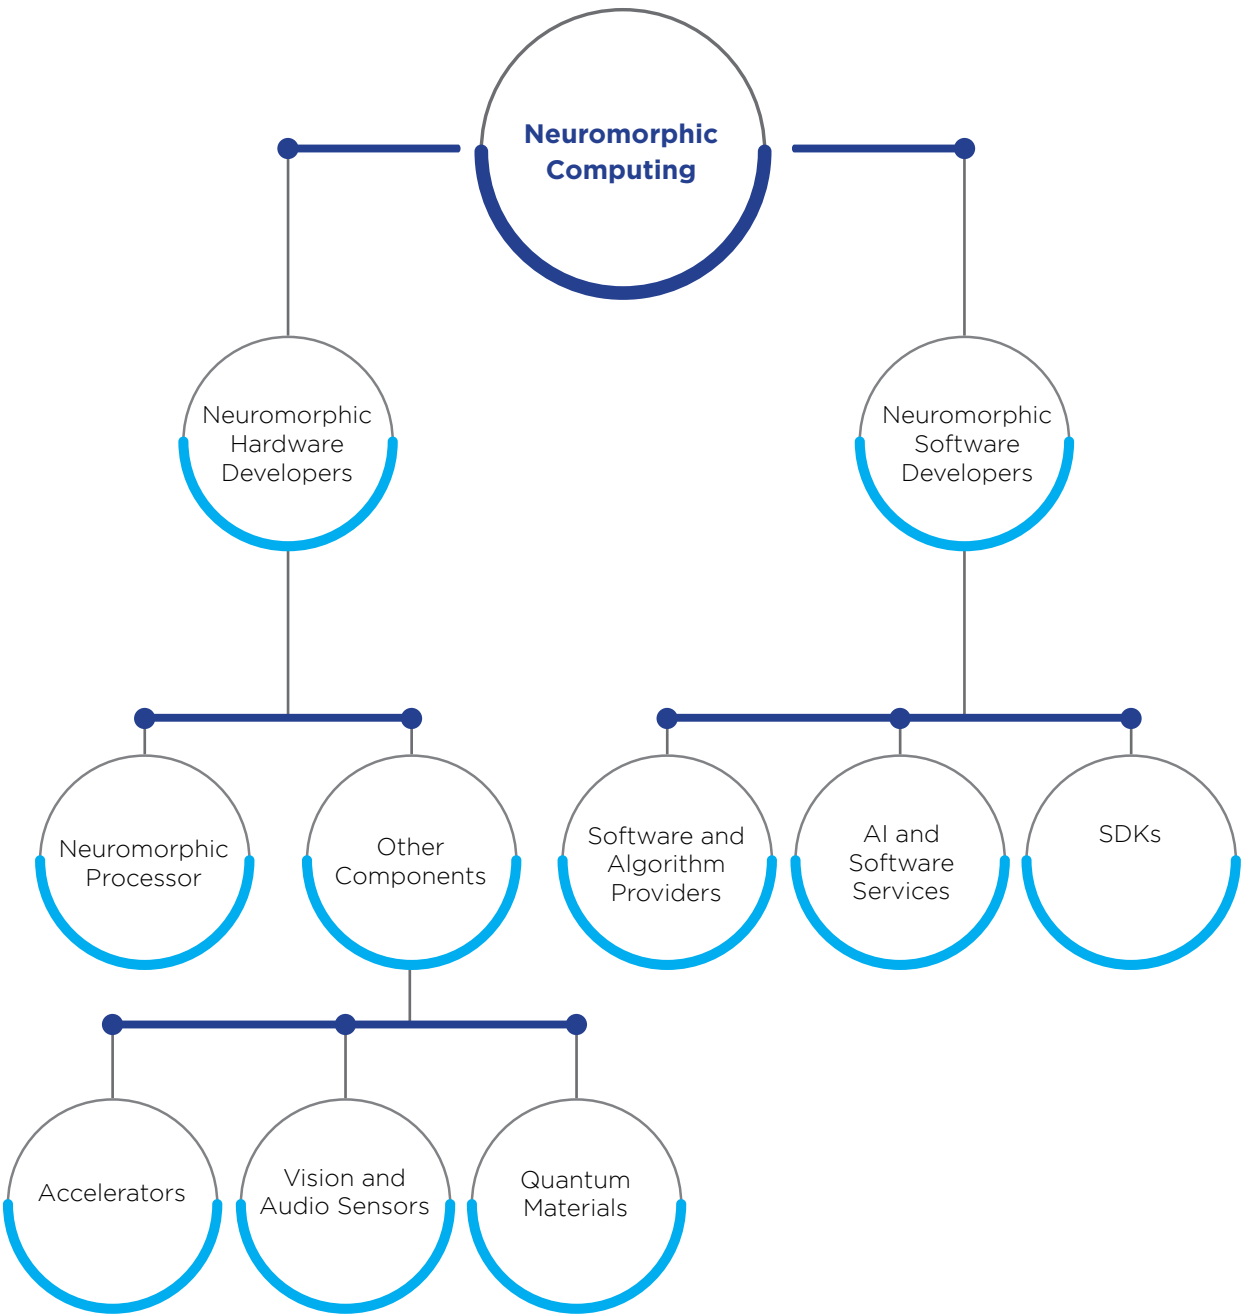 Neuromorphic
Computing
Neuromorphic
Hardware
Developers
Neuromorphic
Software
Developers
Neuromorphic
Processor
Other
Components
Software and
Algorithm
Providers
AI and
Software
Services
SDKs
Accelerators
Vision and
Audio Sensors
Quantum
Materials